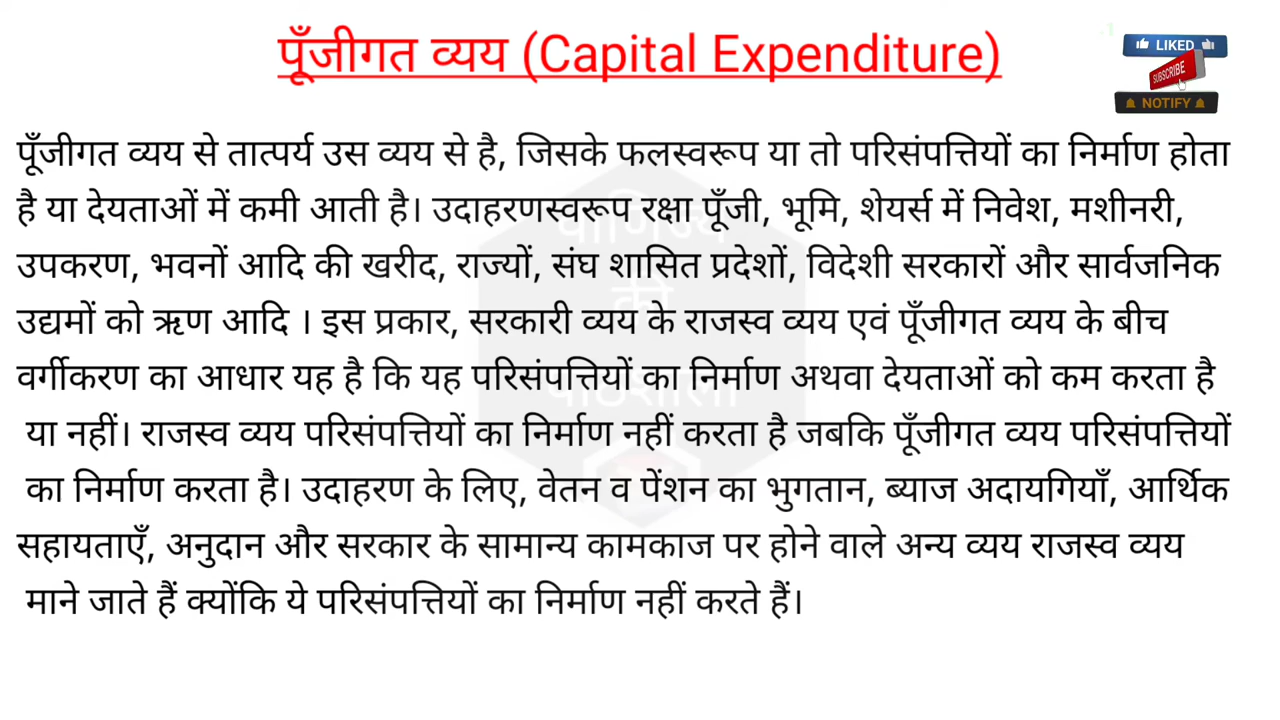 पूँजीगत व्यय (Capital Expenditure)
LIKED
SUBSCRIBE
NOTIFY
पूँजीगत व्यय से तात्पर्य उस व्यय से है, जिसके फलस्वरूप या तो परिसंपत्तियों का निर्माण होता
है या देयताओं में कमी आती है। उदाहरणस्वरूप रक्षा पूँजी, भूमि, शेयर्स में निवेश, मशीनरी,
उपकरण, भवनों आदि की खरीद, राज्यों, संघ शासित प्रदेशों, विदेशी सरकारों और सार्वजनिक
उद्यमों को ऋण आदि । इस प्रकार, सरकारी व्यय के राजस्व व्यय एवं पूँजीगत व्यय के बीच
वर्गीकरण का आधार यह है कि यह परिसंपत्तियों का निर्माण अथवा देयताओं को कम करता है
या नहीं। राजस्व व्यय परिसंपत्तियों का निर्माण नहीं करता है जबकि पूँजीगत व्यय परिसंपत्तियों
का निर्माण करता है। उदाहरण के लिए, वेतन व पेंशन का भुगतान, ब्याज अदायगियाँ, आर्थिक
सहायताएँ, अनुदान और सरकार के सामान्य कामकाज पर होने वाले अन्य व्यय राजस्व व्यय
माने जाते हैं क्योंकि ये परिसंपत्तियों का निर्माण नहीं करते हैं।
वाणिज्य
की
पाठशाला